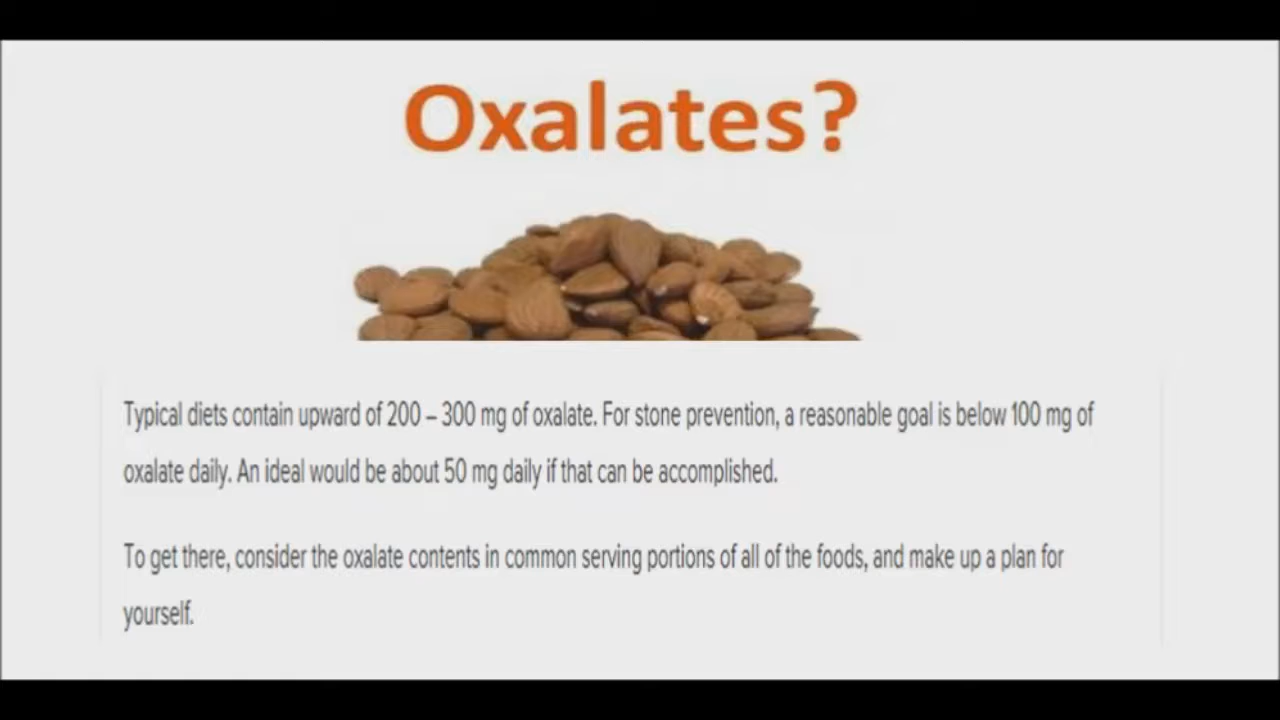 Oxalates?
Typical diets contain upward of 200 – 300 mg of oxalate. For stone prevention, a reasonable goal is below 100 mg of
oxalate daily. An ideal would be about 50 mg daily if that can be accomplished.
To get there, consider the oxalate contents in common serving portions of all of the foods, and make up a plan for
yourself.